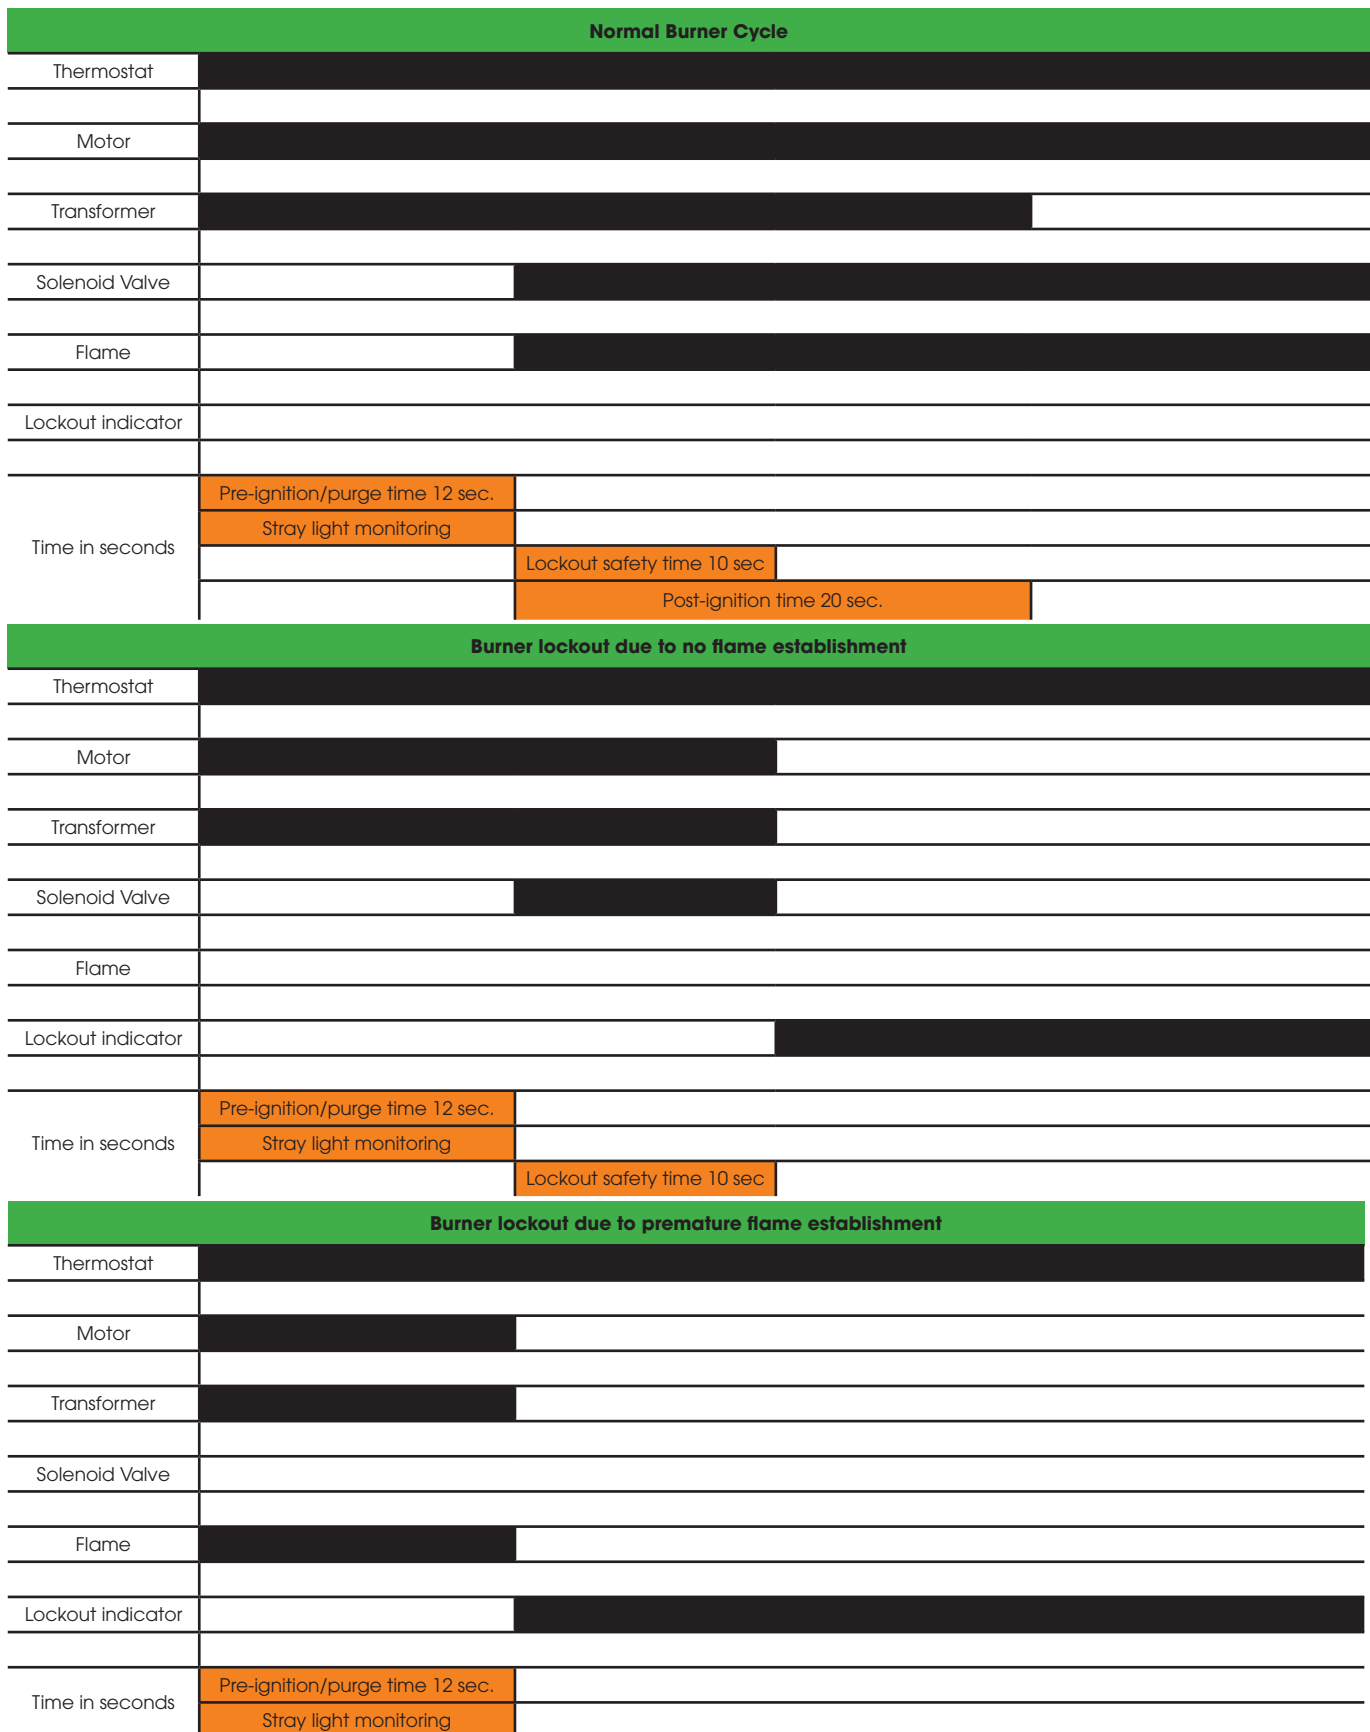 Normal Burner Cycle
Thermostat
Motor
Transformer
Solenoid Valve
Flame
Lockout indicator
Time in seconds
Pre-ignition/purge time 12 sec.
Stray light monitoring
Lockout safety time 10 sec
Post-ignition time 20 sec.
Burner lockout due to no flame establishment
Thermostat
Motor
Transformer
Solenoid Valve
Flame
Lockout indicator
Time in seconds
Pre-ignition/purge time 12 sec.
Stray light monitoring
Lockout safety time 10 sec
Burner lockout due to premature flame establishment
Thermostat
Motor
Transformer
Solenoid Valve
Flame
Lockout indicator
Time in seconds
Pre-ignition/purge time 12 sec.
Stray light monitoring